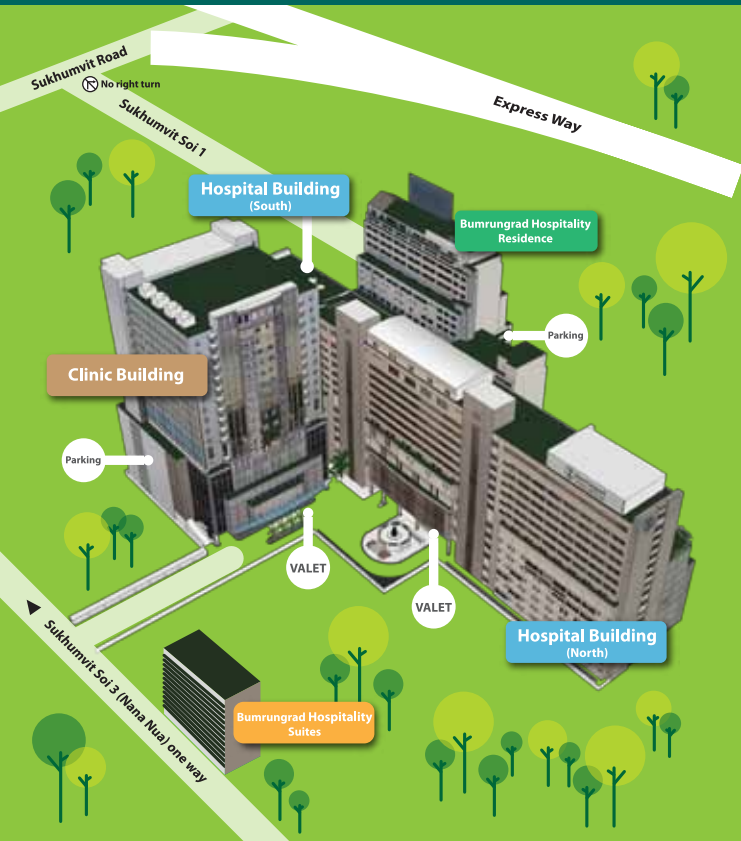 Sukhumvit Road
No right turn
Sukhumvit Soi 1
Express Way
Hospital Building
(South)
Bumrungrad Hospitality
Residence
Parking
Clinic Building
Parking
VALET
VALET
Hospital Building
(North)
Sukhumvit Soi 3 (Nana Nua) one way
Bumrungrad Hospitality
Suites